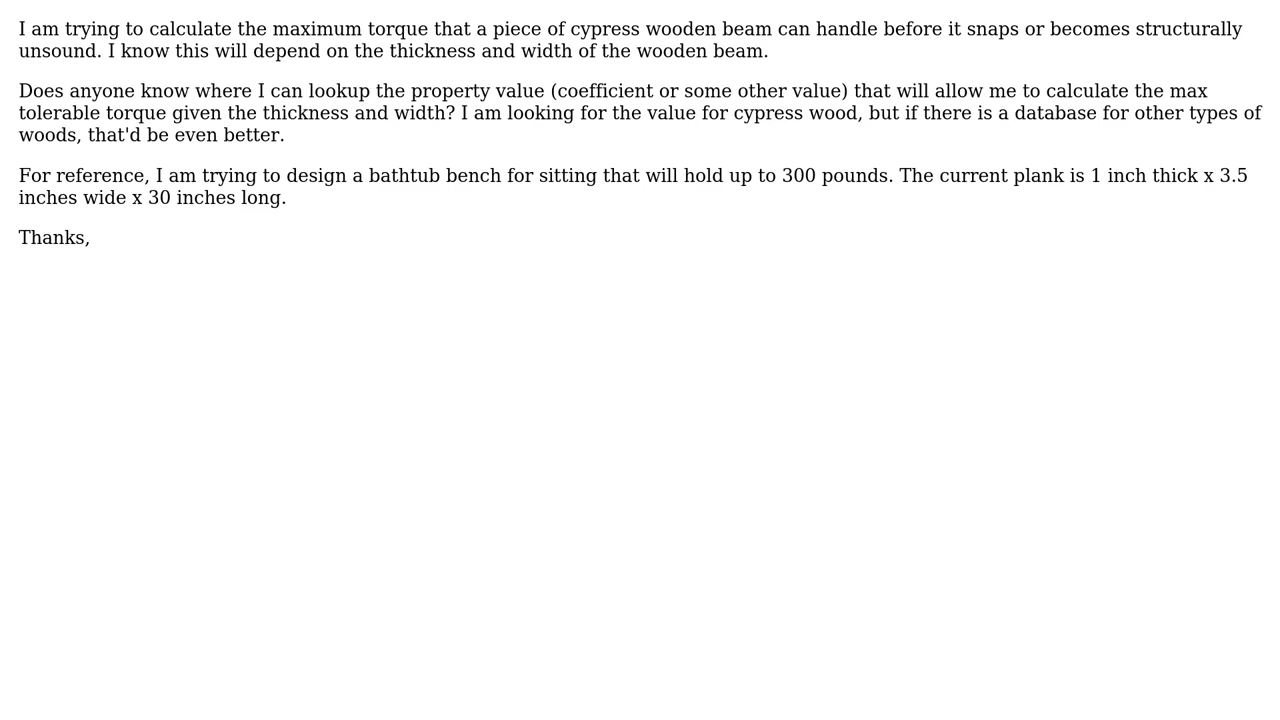 I am trying to calculate the maximum torque that a piece of cypress wooden beam can handle before it snaps or becomes structurally
unsound. I know this will depend on the thickness and width of the wooden beam.
Does anyone know where I can lookup the property value (coefficient or some other value) that will allow me to calculate the max
tolerable torque given the thickness and width? I am looking for the value for cypress wood, but if there is a database for other types of
woods, that'd be even better.
For reference, I am trying to design a bathtub bench for sitting that will hold up to 300 pounds. The current plank is 1 inch thick x 3.5
inches wide x 30 inches long.
Thanks,